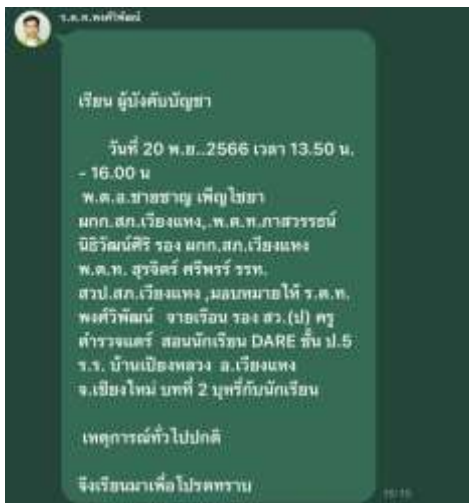 ร.ต.ท.พงศ์วิพัฒน์
เรียน ผู้บังคับบัญชา
วันที่ 20 พ.ย..2566 เวลา 13.50 น.
- 16.00 น
พ.ต.อ.ชายชาญ เพ็ญไชยา
ผกก.สภ.เวียงแหง,.พ.ต.ท.ภาสวรรธน์
นิธิวัฒน์ศิริ รอง ผกก.สภ.เวียงแหง
พ.ต.ท. สุรจิตร์ ศรีพรร์ รรท.
สวป.สภ.เวียงแหง ,มอบหมายให้ ร.ต.ท.
พงศ์วิพัฒน์ จายเรือน รอง สว.(ป) ครู
ตำรวจแดร์ สอนนักเรียน DARE ชั้น ป.5
ร.ร. บ้านเปียงหลวง อ.เวียงแหง
จ.เชียงใหม่ บทที่ 2 บุหรี่กับนักเรียน
เหตุการณ์ทั่วไปปกติ
จึงเรียนมาเพื่อโปรดทราบ